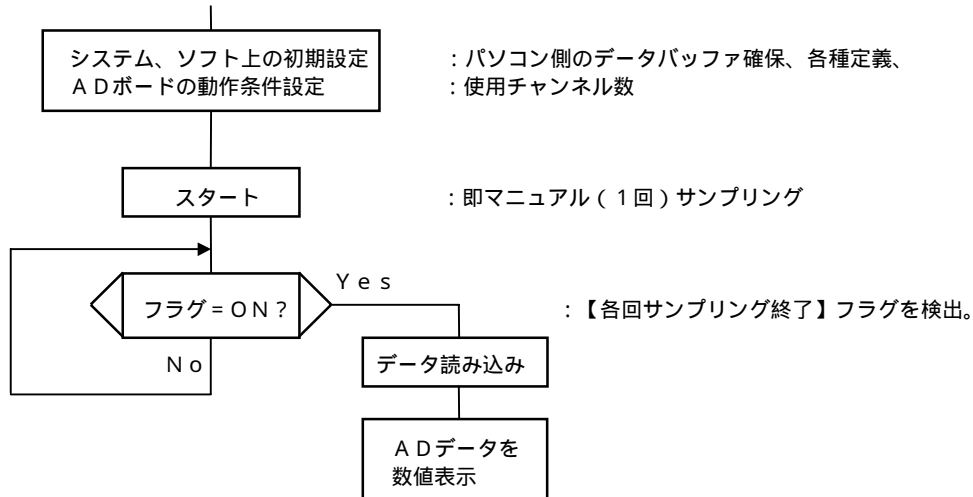 システム、ソフト上の初期設定
ＡＤボードの動作条件設定
：パソコン側のデータバッファ確保、各種定義、
：使用チャンネル数
スタート
：即マニュアル（１回）サンプリング
フラグ＝ＯＮ？
Ｙｅｓ
：【各回サンプリング終了】フラグを検出。
Ｎｏ
データ読み込み
ＡＤデータを
数値表示